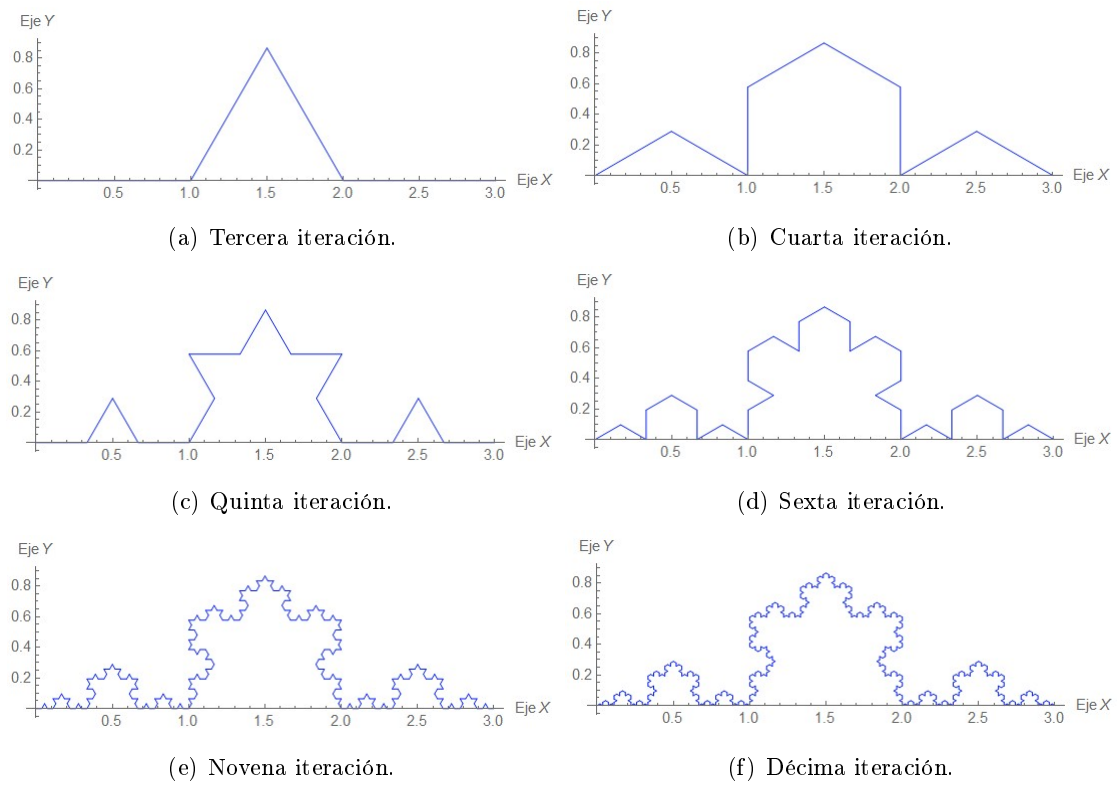 Eje Y
0.8
0.6
0.4
0.2
0.5 1.0 1.5 2.0 2.5 3.0 Eje X
(a) Tercera iteración.
Eje Y
0.8
0.6
0.4
0.2
0.5 1.0 1.5 2.0 2.5 3.0 Eje X
(b) Cuarta iteración.
Eje Y
0.8
0.6
0.4
0.2
0.5 1.0 1.5 2.0 2.5 3.0 Eje X
(c) Quinta iteración.
Eje Y
0.8
0.6
0.4
0.2
0.5 1.0 1.5 2.0 2.5 3.0 Eje X
(d) Sexta iteración.
Eje Y
0.8
0.6
0.4
0.2
0.5 1.0 1.5 2.0 2.5 3.0 Eje X
(e) Novena iteración.
Eje Y
0.8
0.6
0.4
0.2
0.5 1.0 1.5 2.0 2.5 3.0 Eje X
(f) Décima iteración.